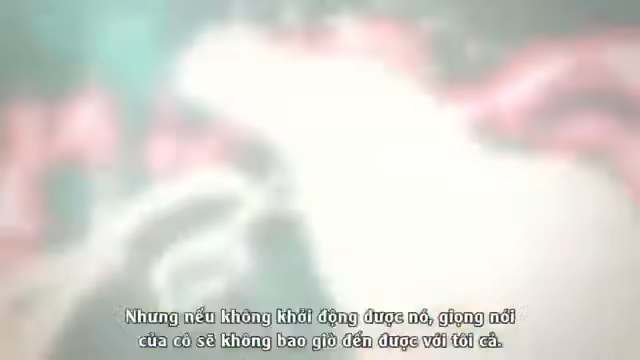 Nhưng nếu không khởi động được nó, giọng nói
của cô sẽ không bao giờ đến được với tôi cả.